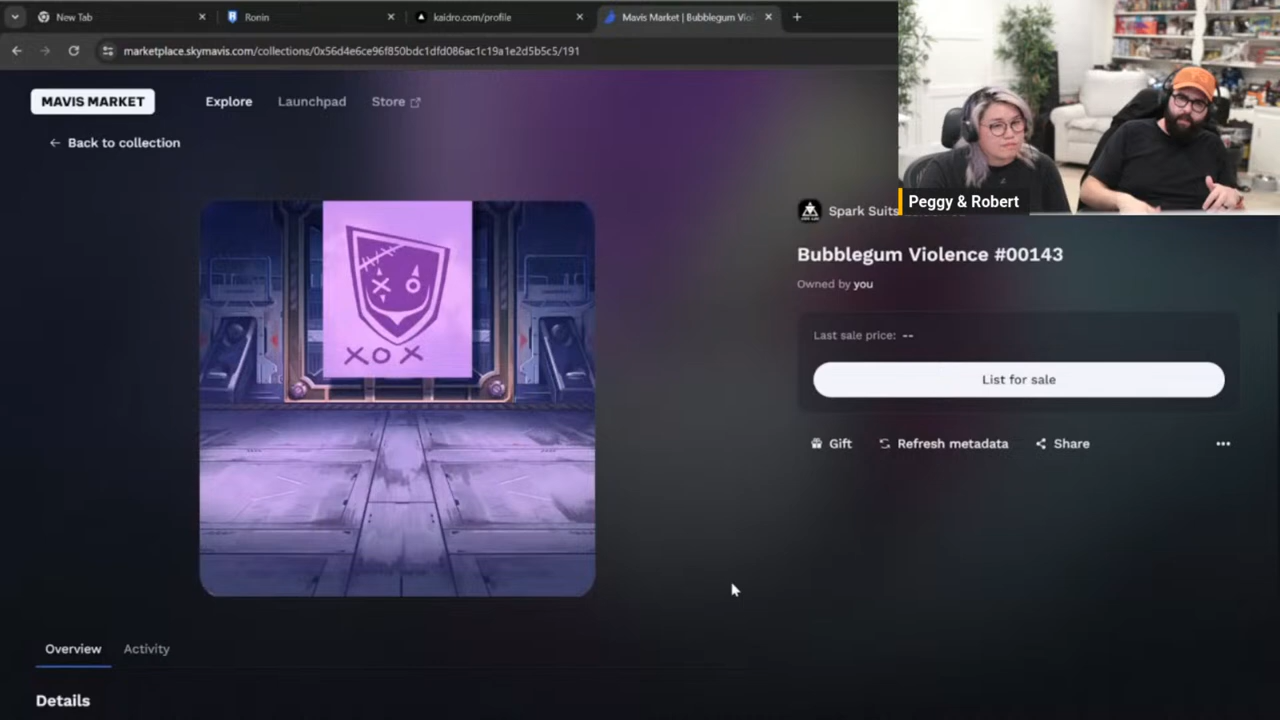 New Tab
Ronin
kaidro.com/profile
Mavis Market | Bubblegum Viol
marketplace.skymavis.com/collections/0x56d4e6ce96f850bdc1dfd086ac1c19a1e2d5b5c5/191
MAVIS MARKET
Explore
Launchpad
Store
Back to collection
Peggy & Robert
Spark Suits
Bubblegum Violence #00143
Owned by you
Last sale price: --
List for sale
Gift
Refresh metadata
Share
XOX
Overview
Activity
Details